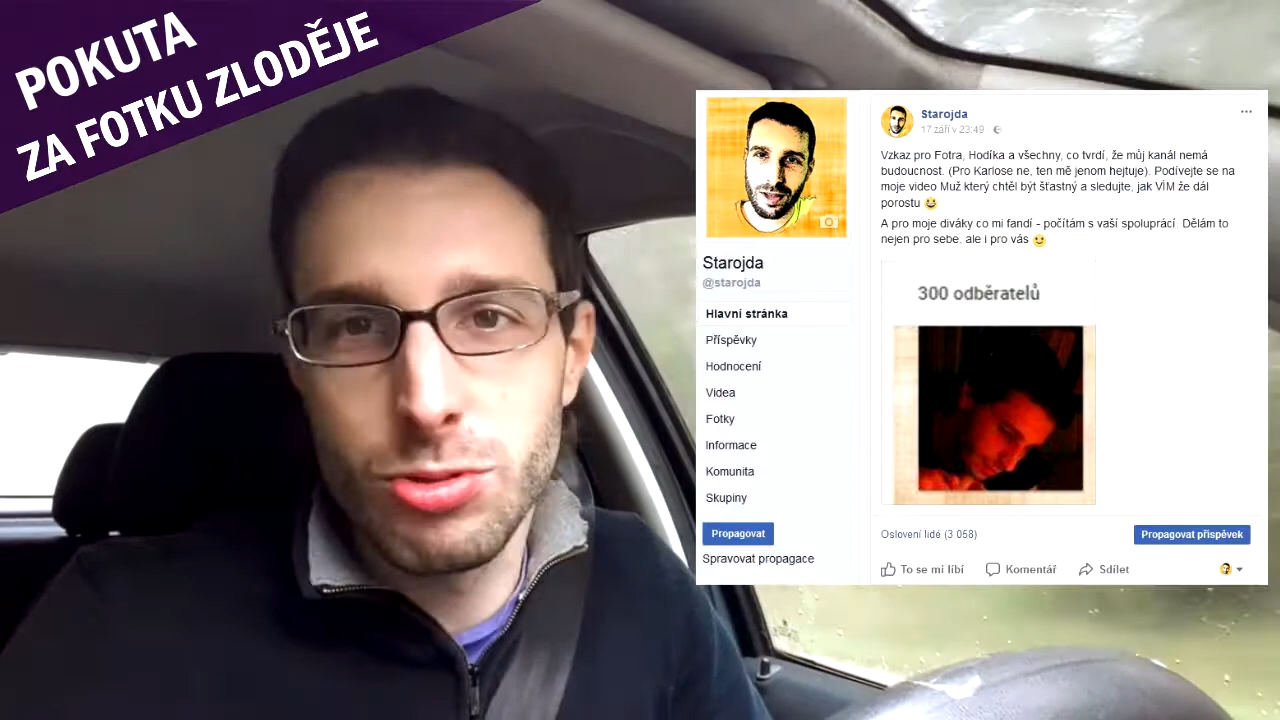 POKUTA
ZA FOTKU ZLODĚJE
Starojda
@starojda
Hlavní stránka
Příspěvky
Hodnocení
Videa
Fotky
Informace
Komunita
Skupiny
Propagovat
Spravovat propagace
Starojda
17 září v 23:49
Vzkaz pro Fotra, Hodíka a všechny, co tvrdí, že můj kanál nemá
budoucnost. (Pro Karlose ne, ten mě jenom hejtuje). Podívejte se na
moje video Muž který chtěl být šťastný a sledujte, jak VÍM že dál
porostu 😀
A pro moje diváky co mi fandí - počítám s vaší spoluprácí Dělám to
nejen pro sebe, ale i pro vás 😉
300 odběratelů
Oslovení lidé (3 058)
Propagovat příspěvek
To se mi líbí
Komentář
Sdílet